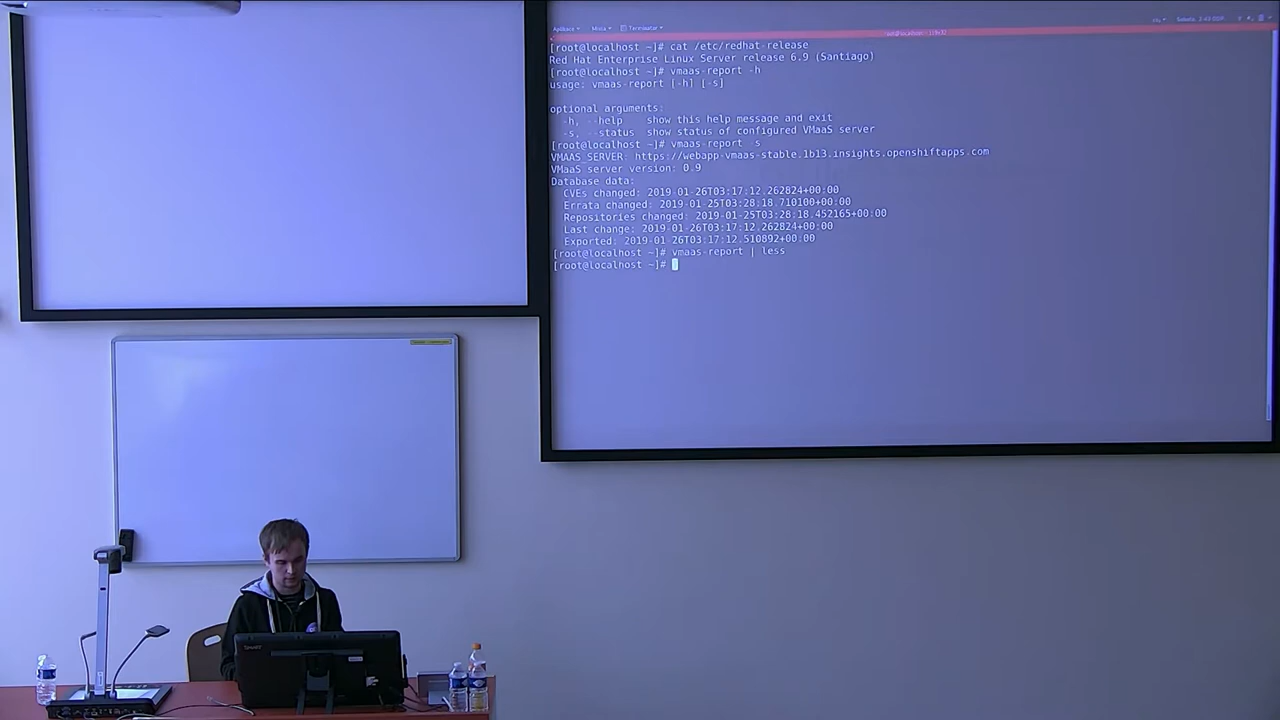 Aplikace Místa Terminator
[root@localhost ~]# cat /etc/redhat-release
Red Hat Enterprise Linux Server release 6.9 (Santiago)
[root@localhost ~]# vmaas-report -h
usage: vmaas-report [-h] [-s]
optional arguments:
-h, --help show this help message and exit
-s, --status show status of configured VMaaS server
[root@localhost ~]# vmaas-report -s
VMAAS_SERVER: https://webapp-vmaas-stable.1b13.insights.openshiftapps.com
VMaaS server version: 0.9
Database data:
CVEs changed: 2019-01-26T03:17:12.262824+00:00
Errata changed: 2019-01-25T03:28:18.710100+00:00
Repositories changed: 2019-01-25T03:28:18.452165+00:00
Last change: 2019-01-26T03:17:12.262824+00:00
Exported: 2019-01-26T03:17:12.510892+00:00
[root@localhost ~]# vmaas-report | less
[root@localhost ~]#